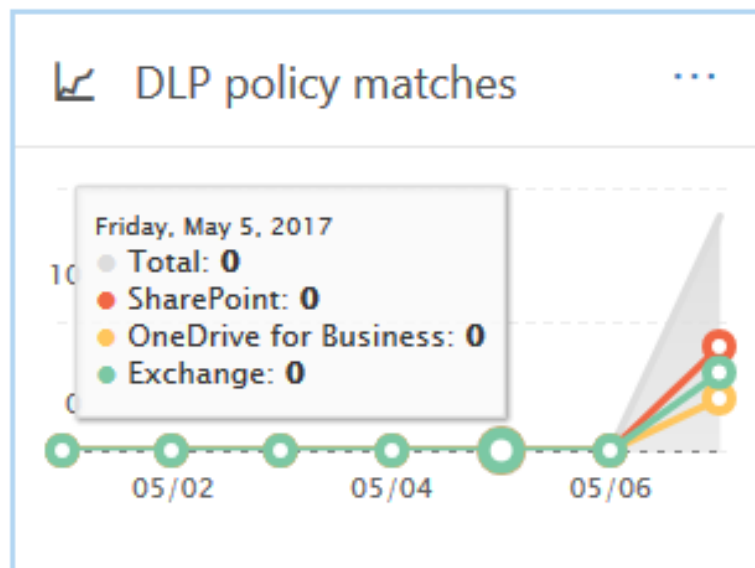 DLP policy matches
...
Friday, May 5, 2017
Total: 0
SharePoint: 0
OneDrive for Business: 0
Exchange: 0
05/02 05/04 05/06